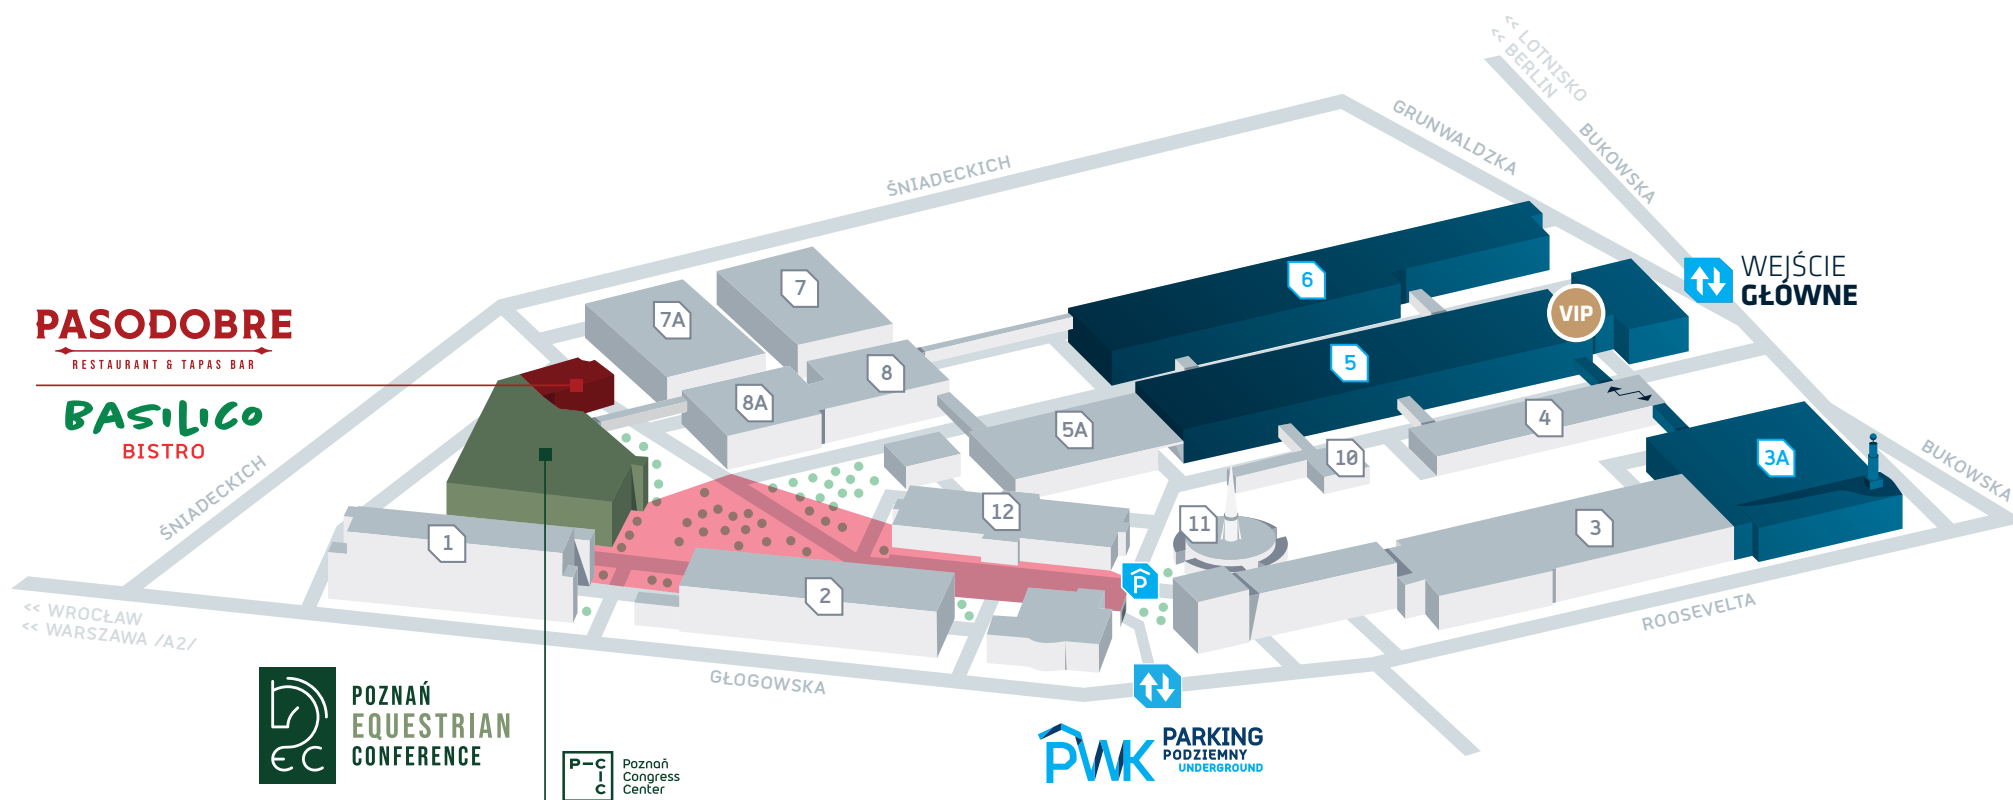 << LOTNISKO
<< BERLIN
GRUNWALDZKA
BUKOWSKA
ŚNIADECKICH
WEJŚCIE
GŁÓWNE
6
7
7A
VIP
PASODOBRE
RESTAURANT & TAPAS BAR
5
8
8A
BASILICO
BISTRO
4
5A
10
3A
BUKOWSKA
ŚNIADECKICH
12
11
3
1
P
2
<< WROCŁAW
<< WARSZAWA /A2/
ROOSEVELTA
GŁOGOWSKA
POZNAŃ
EQUESTRIAN
CONFERENCE
EC
PWK
PARKING
PODZIEMNY
UNDERGROUND
P-C
I
C
Poznań
Congress
Center